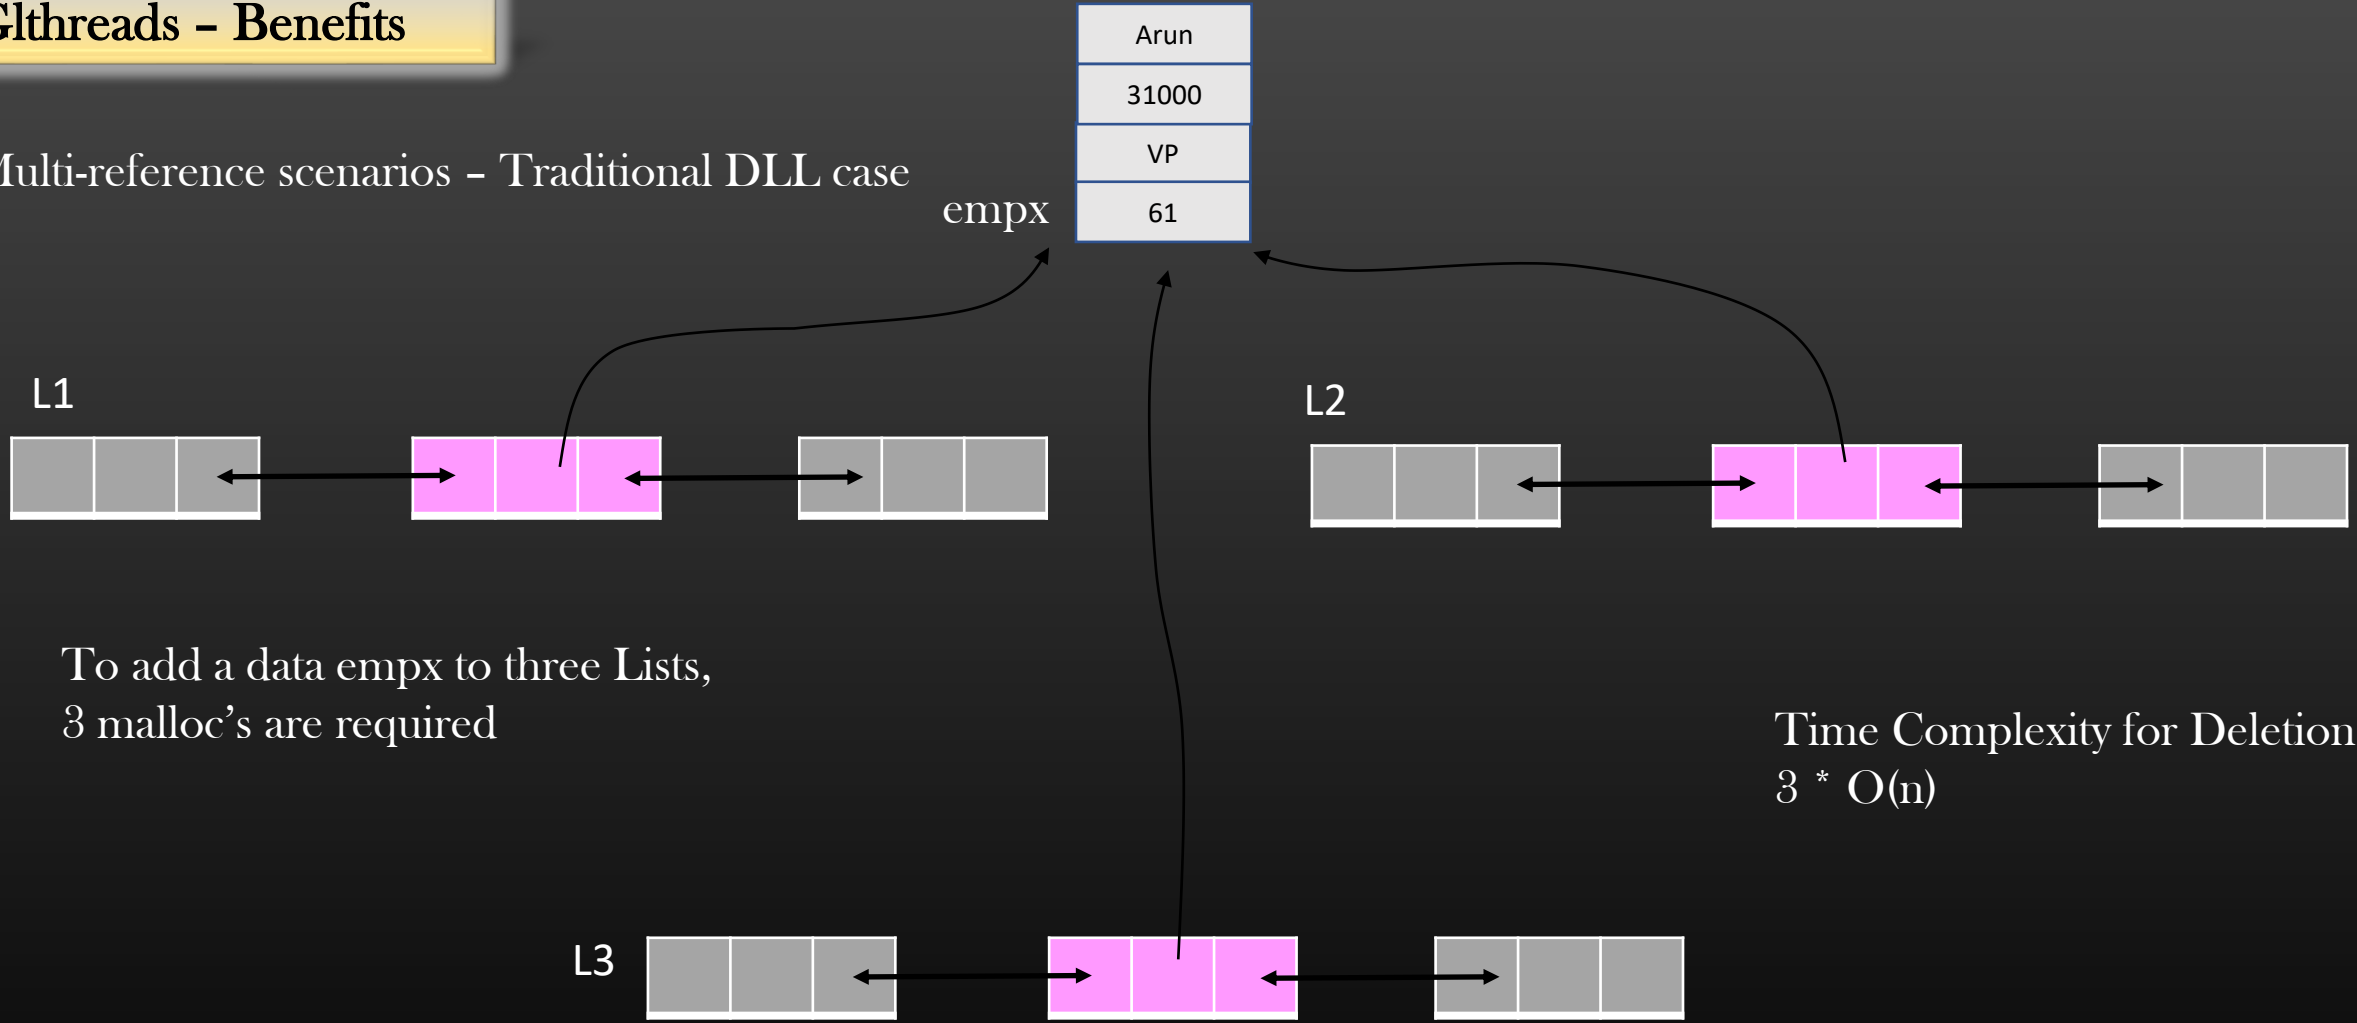 Glthreads – Benefits
Arun
31000
Multi-reference scenarios – Traditional DLL case
VP
empx
61
L1
L2
To add a data empx to three Lists,
3 malloc’s are required
Time Complexity for Deletion
3 * O(n)
L3